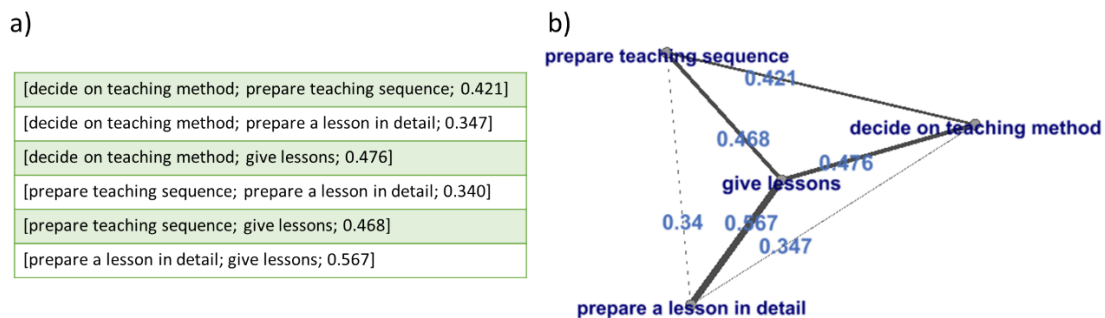 a)
[decide on teaching method; prepare teaching sequence; 0.421]
[decide on teaching method; prepare a lesson in detail; 0.347]
[decide on teaching method; give lessons; 0.476]
[prepare teaching sequence; prepare a lesson in detail; 0.340]
[prepare teaching sequence; give lessons; 0.468]
[prepare a lesson in detail; give lessons; 0.567]
b)
prepare teaching sequence
0.421
decide on teaching method
0.468
0.476
give lessons
0.34
0.567
0.347
prepare a lesson in detail